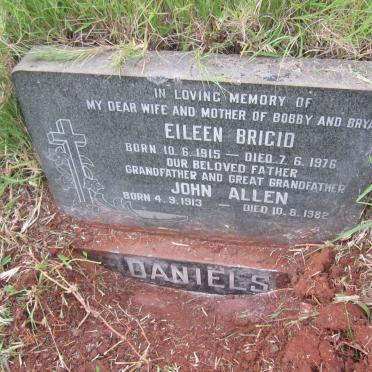 IN LOVING MEMORY OF
MY DEAR WIFE AND MOTHER OF BOBBY AND BRYA
EILEEN BRIGID
BORN 10.6.1915 — DIED 7.6.1976
OUR BELOVED FATHER
GRANDFATHER AND GREAT GRANDFATHER
JOHN ALLEN
BORN 4.9.1913 — DIED 10.8.1982
DANIELS